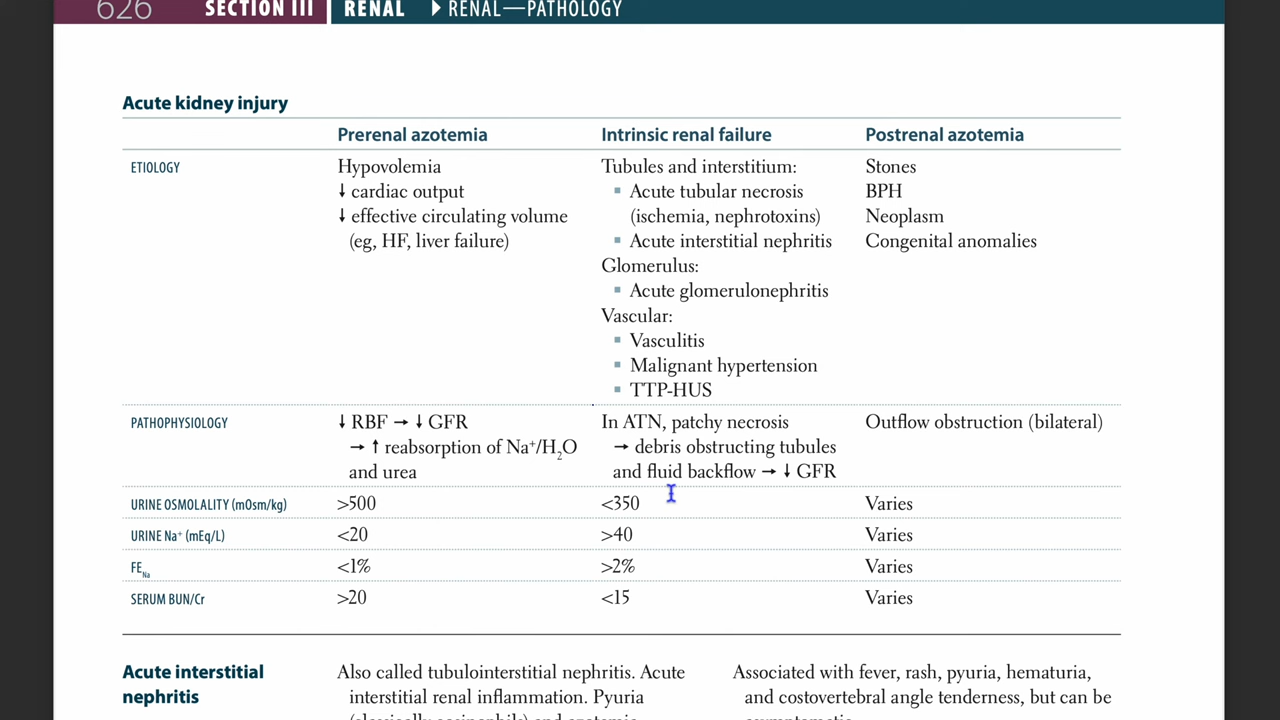 626 SECTION III RENAL ▶ RENAL—PATHOLOGY
Acute kidney injury
Prerenal azotemia Intrinsic renal failure Postrenal azotemia
ETIOLOGY
Hypovolemia
↓ cardiac output
↓ effective circulating volume
(eg, HF, liver failure)
Tubules and interstitium:
▪ Acute tubular necrosis
(ischemia, nephrotoxins)
▪ Acute interstitial nephritis
Glomerulus:
▪ Acute glomerulonephritis
Vascular:
▪ Vasculitis
▪ Malignant hypertension
▪ TTP-HUS
Stones
BPH
Neoplasm
Congenital anomalies
PATHOPHYSIOLOGY
↓ RBF → ↓ GFR
→ ↑ reabsorption of Na⁺/H₂O
and urea
In ATN, patchy necrosis
→ debris obstructing tubules
and fluid backflow → ↓ GFR
Outflow obstruction (bilateral)
URINE OSMOLALITY (mOsm/kg) >500 <350 Varies
URINE Na⁺ (mEq/L) <20 >40 Varies
FENa <1% >2% Varies
SERUM BUN/Cr >20 <15 Varies
Acute interstitial
nephritis
Also called tubulointerstitial nephritis. Acute
interstitial renal inflammation. Pyuria
(classically eosinophils) and azotemia
Associated with fever, rash, pyuria, hematuria,
and costovertebral angle tenderness, but can be
asymptomatic.